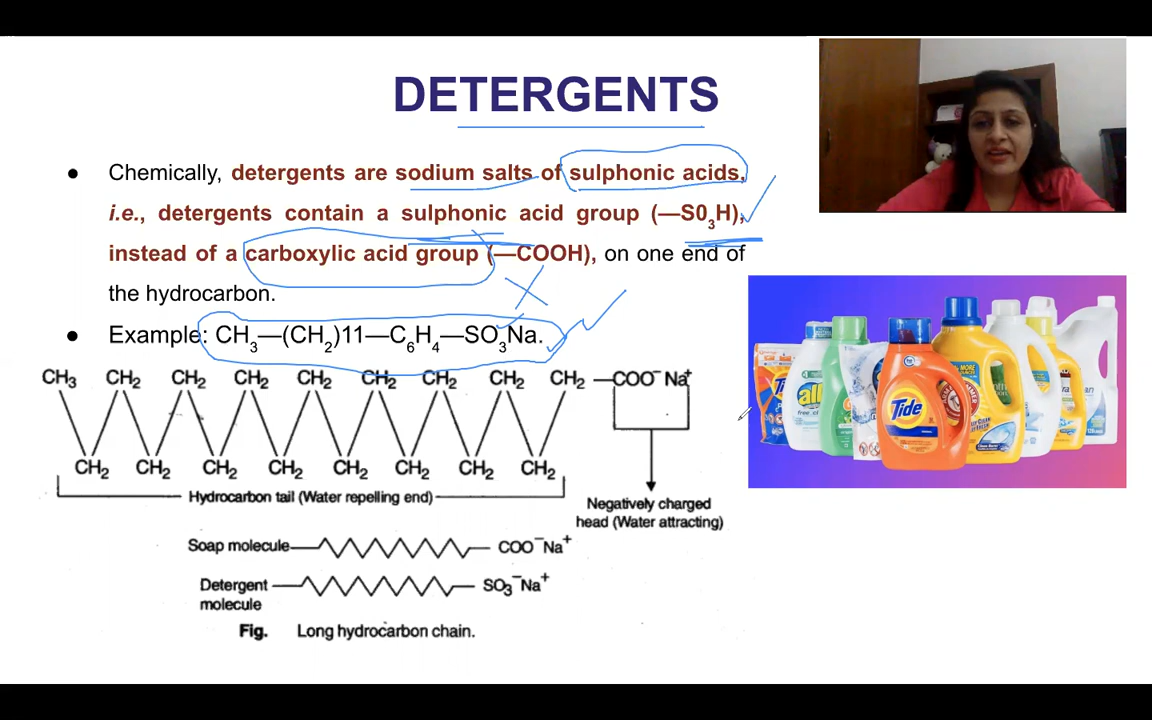 DETERGENTS
● Chemically, detergents are sodium salts of sulphonic acids,
i.e., detergents contain a sulphonic acid group (—S0₃H),
instead of a carboxylic acid group (—COOH), on one end of
the hydrocarbon.
● Example: CH₃—(CH₂)11—C₆H₄—SO₃Na.
CH₃ CH₂ CH₂ CH₂ CH₂ CH₂ CH₂ CH₂ CH₂ —COO⁻ Na⁺
CH₂ CH₂ CH₂ CH₂ CH₂ CH₂ CH₂ CH₂
Hydrocarbon tail (Water repelling end)
Negatively charged
head (Water attracting)
Soap molecule COO⁻Na⁺
Detergent SO₃⁻Na⁺
molecule
Fig. Long hydrocarbon chain.
all
Tide